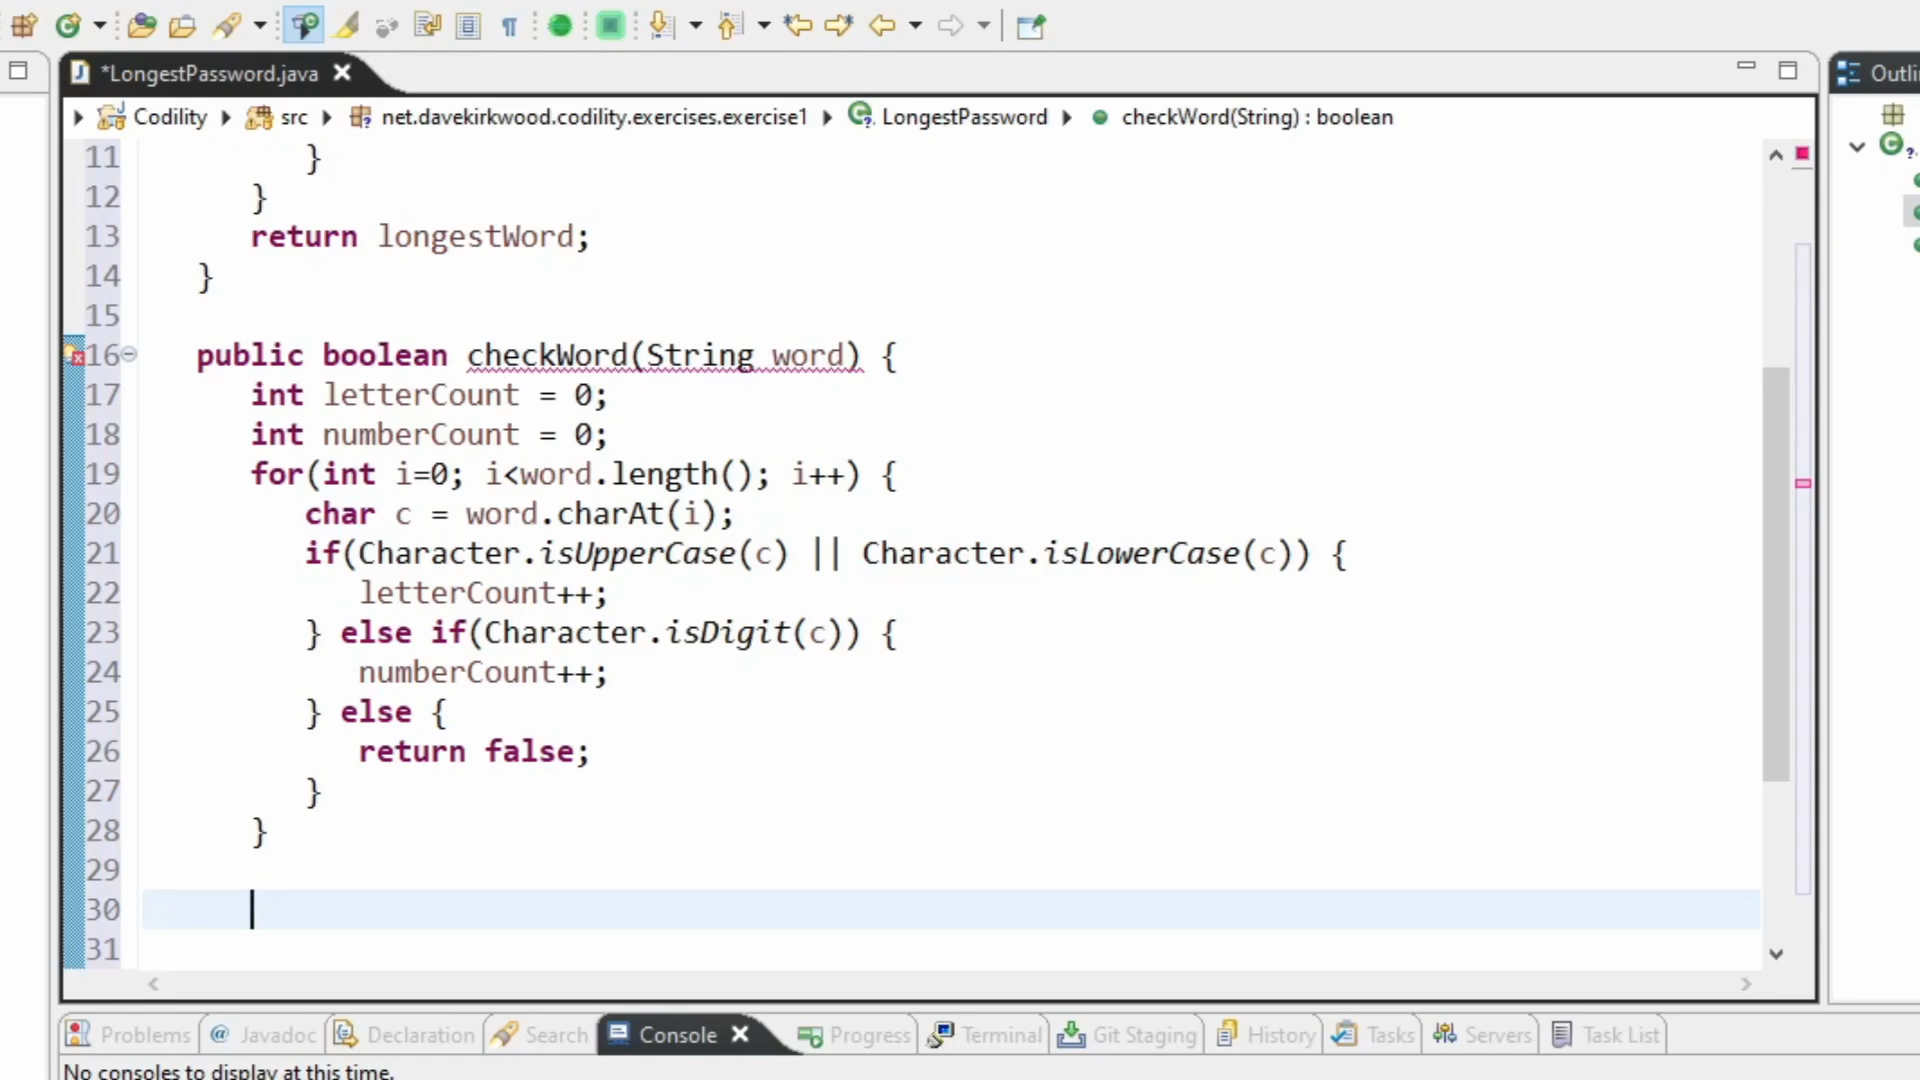 *LongestPassword.java
Outli
Codility src net.davekirkwood.codility.exercises.exercise1 LongestPassword checkWord(String) : boolean
11 }
12 }
13 return longestWord;
14 }
15
16 public boolean checkWord(String word) {
17 int letterCount = 0;
18 int numberCount = 0;
19 for(int i=0; i<word.length(); i++) {
20 char c = word.charAt(i);
21 if(Character.isUpperCase(c) || Character.isLowerCase(c)) {
22 letterCount++;
23 } else if(Character.isDigit(c)) {
24 numberCount++;
25 } else {
26 return false;
27 }
28 }
29
30
31
Problems @ Javadoc Declaration Search Console Progress Terminal Git Staging History Tasks Servers Task List
No consoles to display at this time.